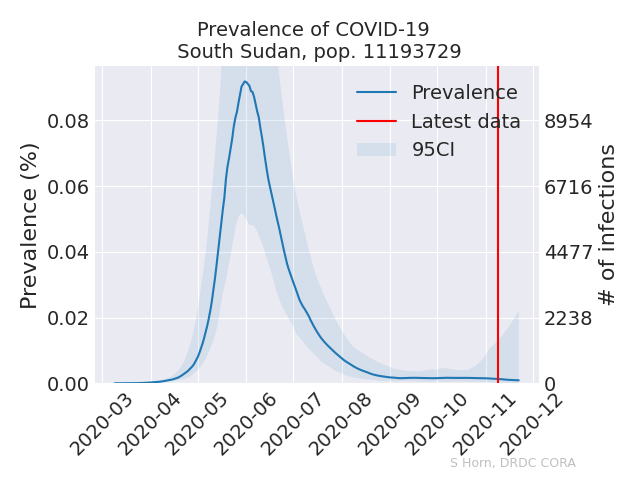 Prevalence of COVID-19
South Sudan, pop. 11193729
Prevalence
Latest data
95CI
Prevalence (%)
0.08
0.06
0.04
0.02
0.00
8954
6716
4477
2238
0
# of infections
2020-03
2020-04
2020-05
2020-06
2020-07
2020-08
2020-09
2020-10
2020-11
2020-12
S Horn, DRDC CORA